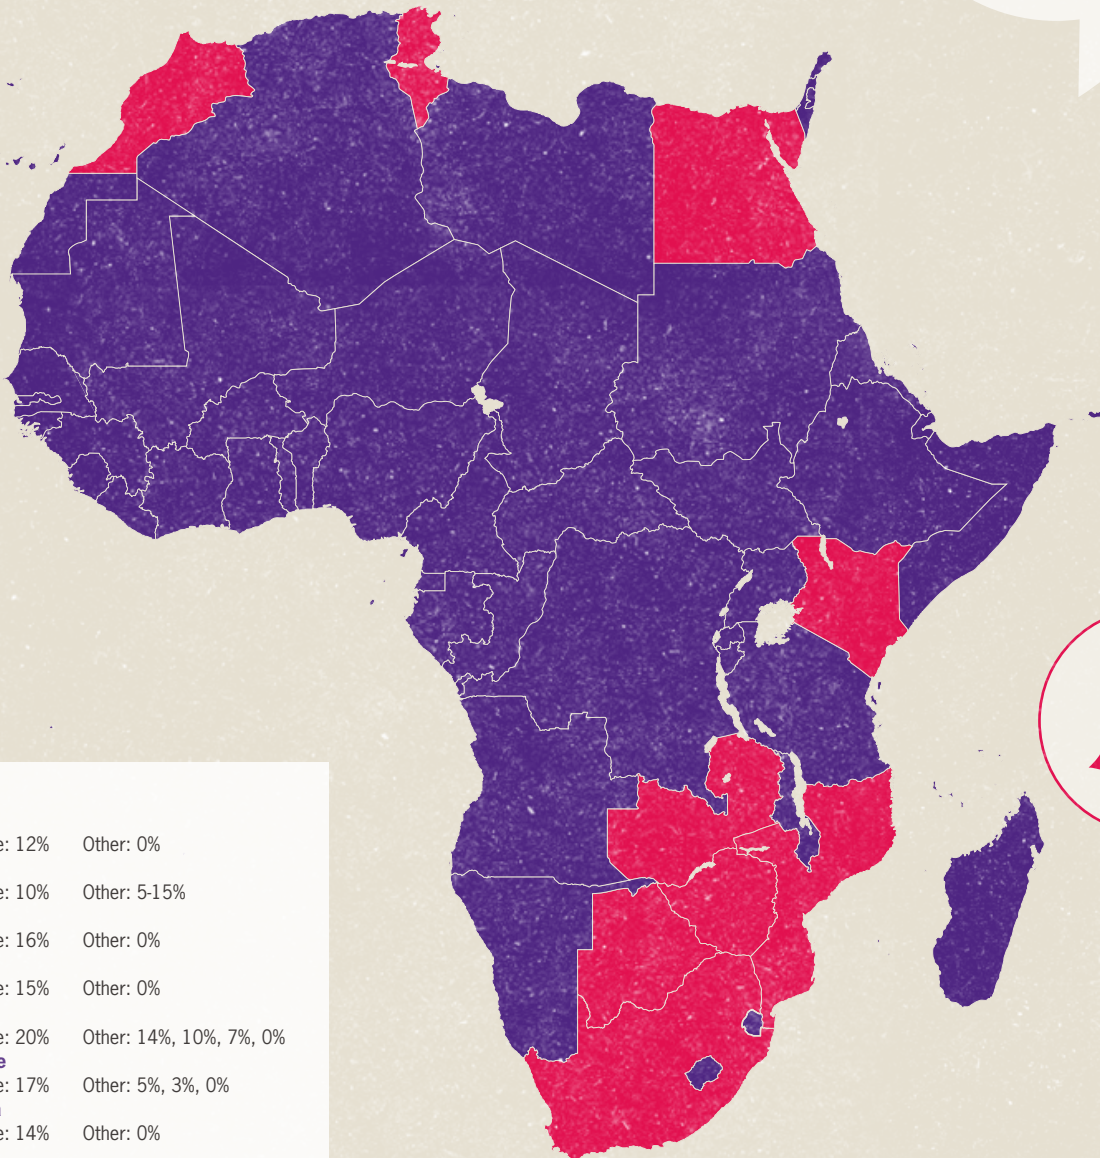 e: 12% Other: 0%
e: 10% Other: 5-15%
e: 16% Other: 0%
e: 15% Other: 0%
e: 20% Other: 14%, 10%, 7%, 0%
e
e: 17% Other: 5%, 3%, 0%
e: 14% Other: 0%